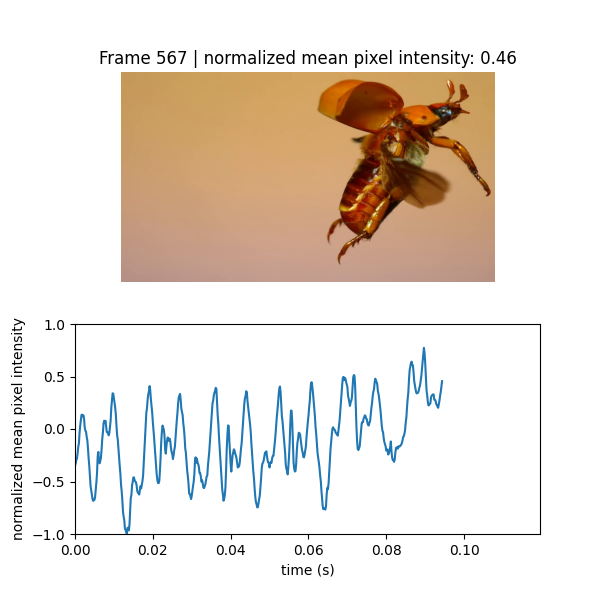 Frame 567 | normalized mean pixel intensity: 0.46
normalized mean pixel intensity
1.0
0.5
0.0
−0.5
−1.0
0.00 0.02 0.04 0.06 0.08 0.10
time (s)